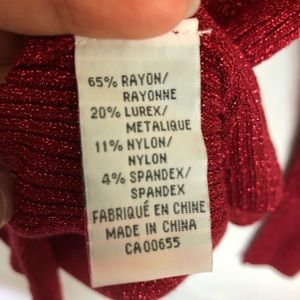 65% RAYON/
RAYONNE
20% LUREX/
METALIQUE
11% NYLON/
NYLON
4% SPANDEX/
SPANDEX
FABRIQUÉ EN CHINE
MADE IN CHINA
CA00655